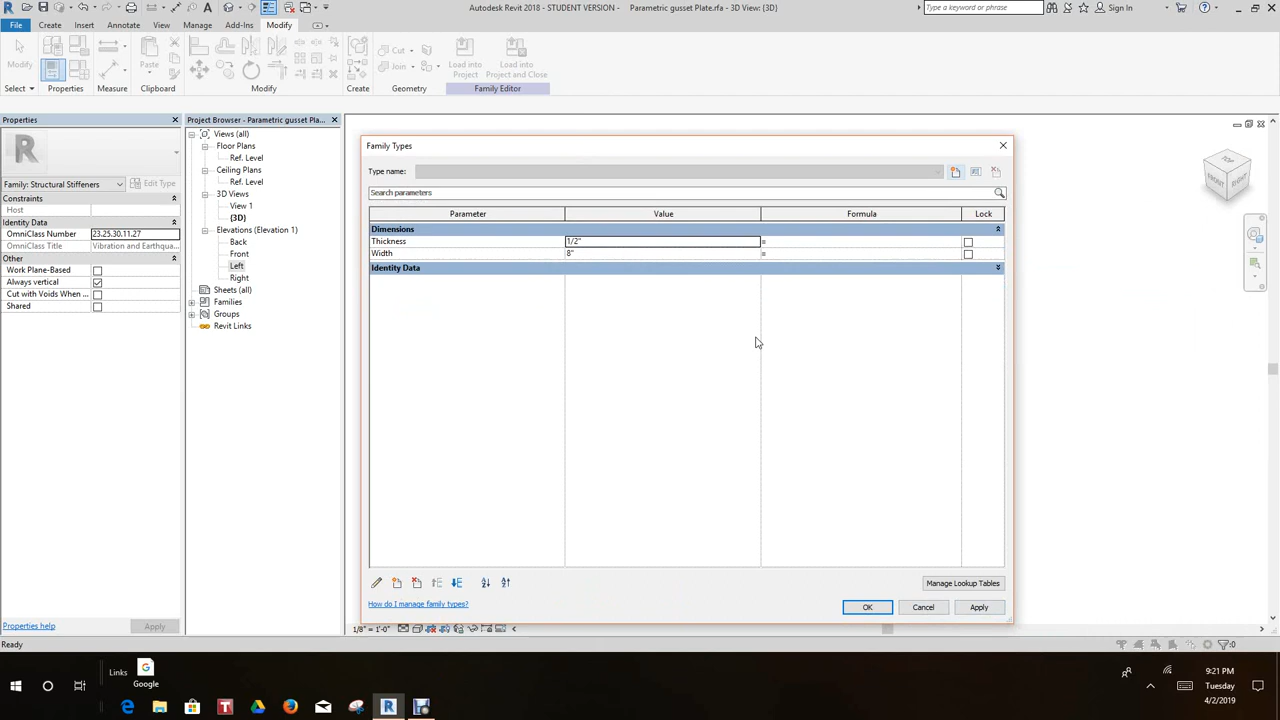 Autodesk Revit 2018 - STUDENT VERSION - Parametric gusset Plate.rfa - 3D View: {3D}
Type a keyword or phrase
Sign In
File Create Insert Annotate View Manage Add-Ins Modify
Modify
Paste
Cut
Join
Load into Project
Load into Project and Close
Select Properties Measure Clipboard Modify Create Geometry Family Editor
Properties
Family: Structural Stiffeners
Edit Type
Constraints
Host
Identity Data
OmniClass Number 23.25.30.11.27
OmniClass Title Vibration and Earthqua...
Other
Work Plane-Based
Always vertical
Cut with Voids When ...
Shared
Properties help
Apply
Project Browser - Parametric gusset Pla...
Views (all)
Floor Plans
Ref. Level
Ceiling Plans
Ref. Level
3D Views
View 1
{3D}
Elevations (Elevation 1)
Back
Front
Left
Right
Sheets (all)
Families
Groups
Revit Links
Family Types
Type name:
Search parameters
Parameter Value Formula Lock
Dimensions
Thickness 1/2" =
Width 8" =
Identity Data
Manage Lookup Tables
How do I manage family types?
OK Cancel Apply
TOP
FRONT
RIGHT
1/8" = 1'-0"
Ready
:0
Links
Google
9:21 PM
Tuesday
4/2/2019